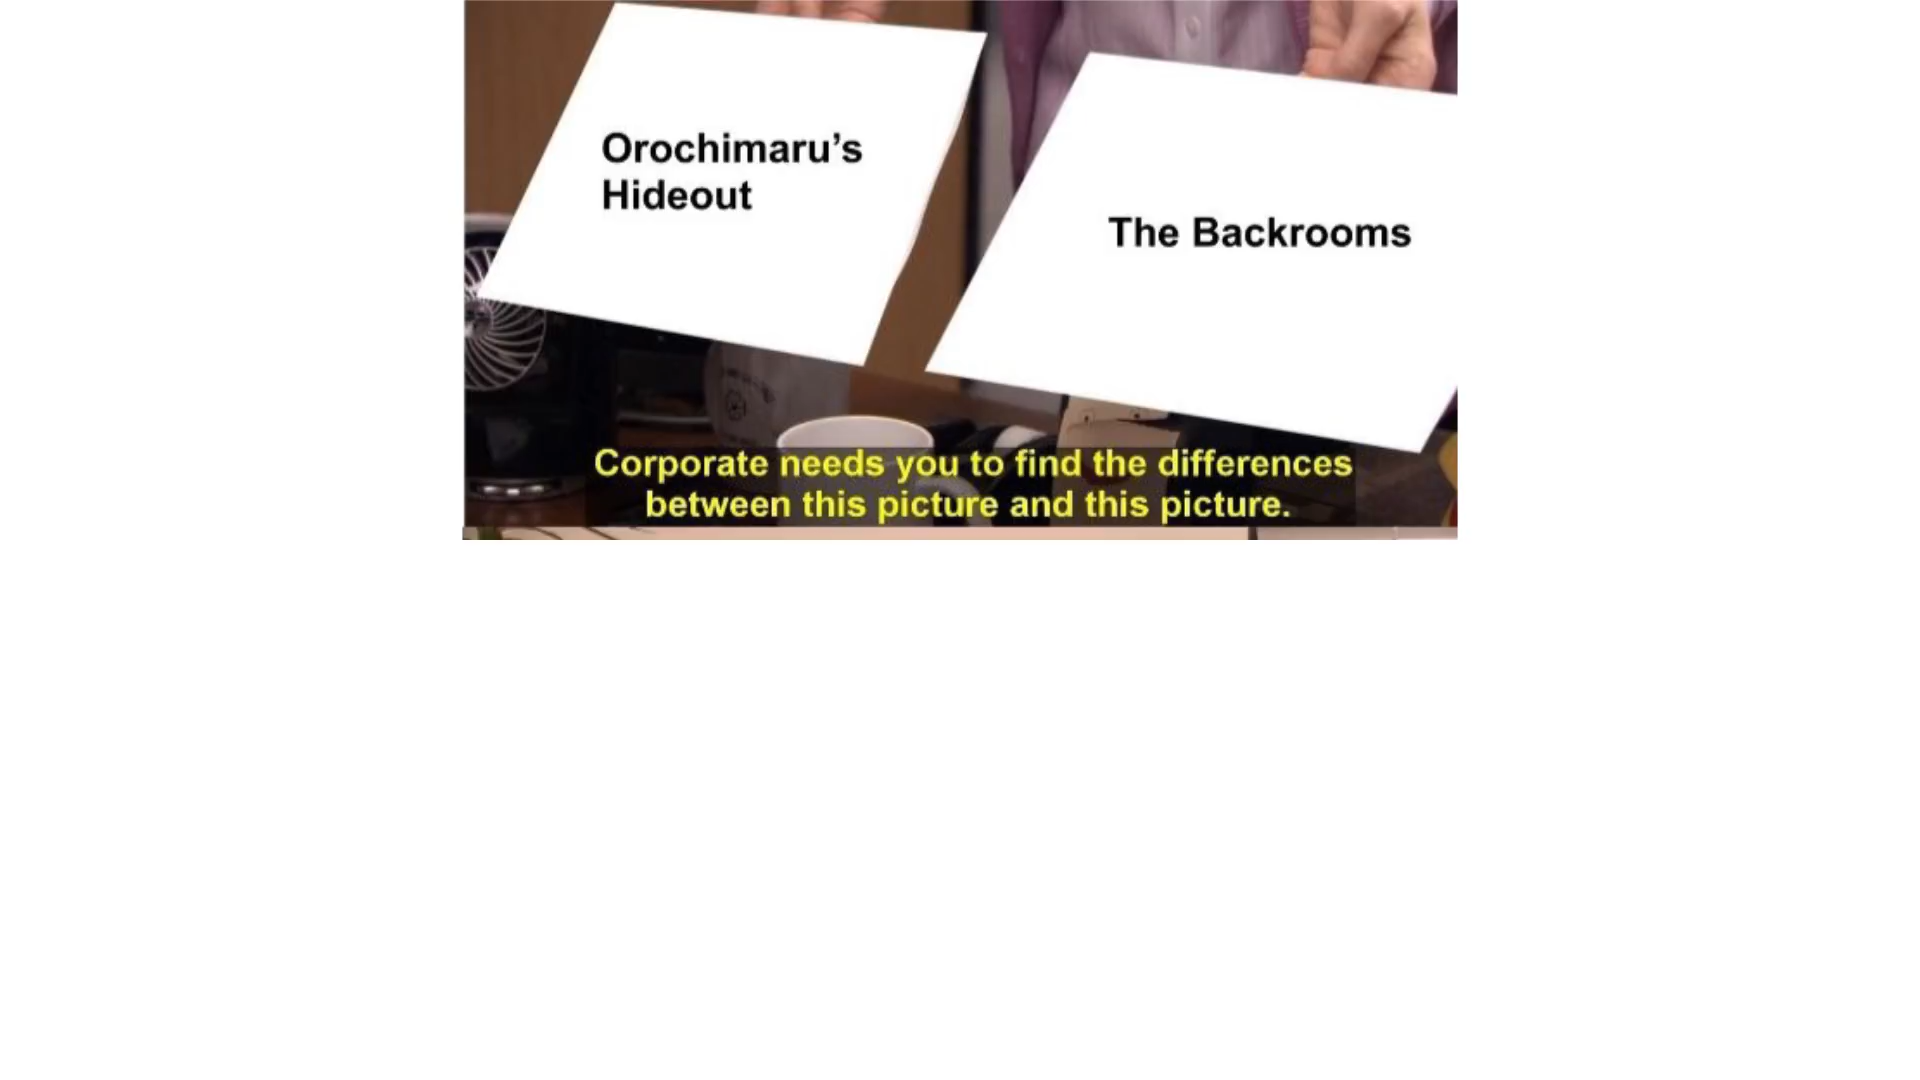 Orochimaru’s
Hideout
The Backrooms
Corporate needs you to find the differences
between this picture and this picture.